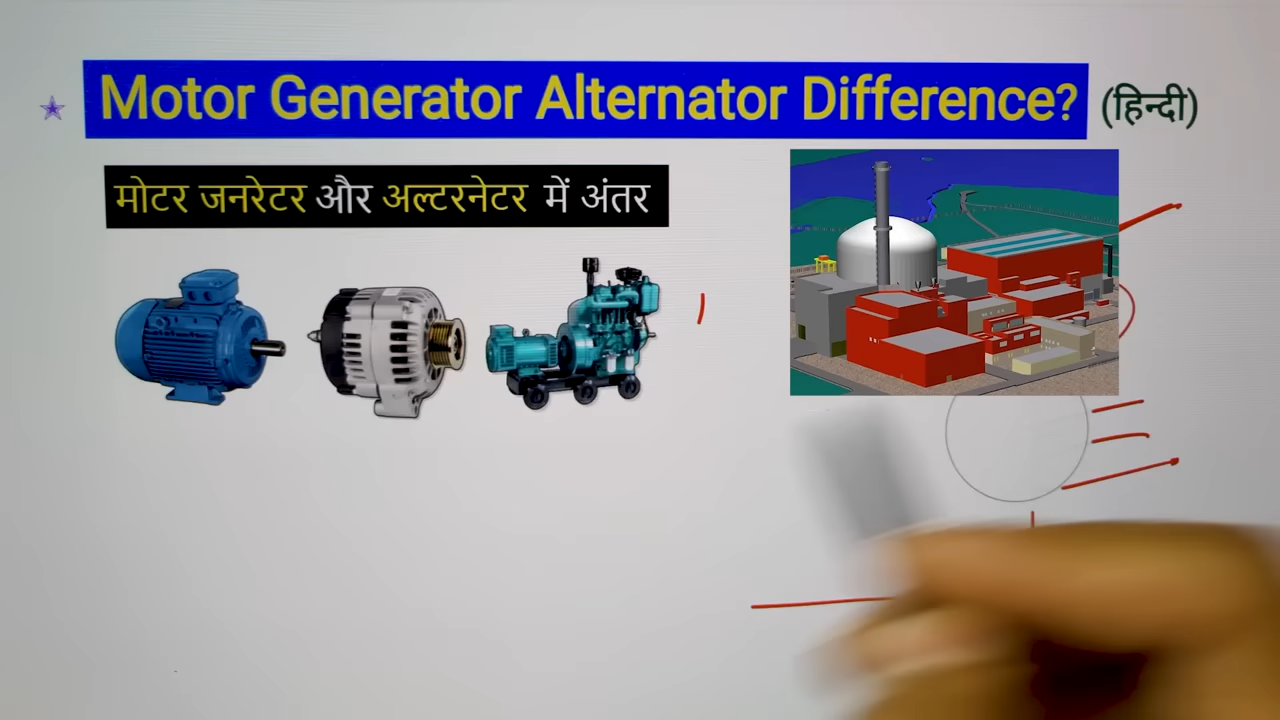 Motor Generator Alternator Difference? (हिन्दी)
मोटर जनरेटर और अल्टरनेटर में अंतर